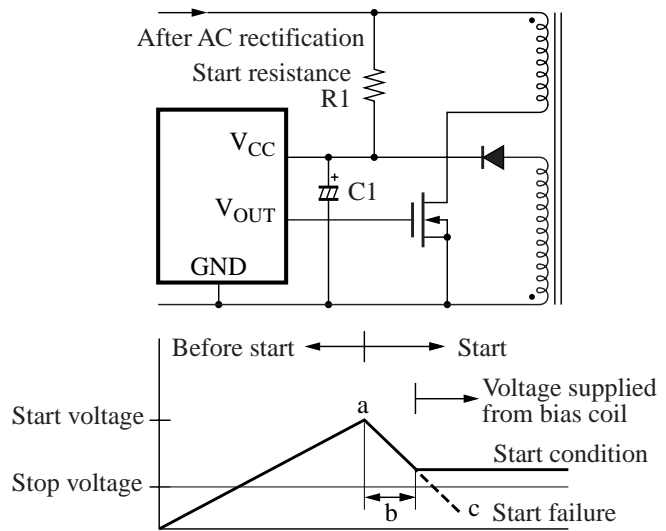 After AC rectification
Start resistance
R1
VCC
C1
VOUT
GND
Before start
Start
Voltage supplied
from bias coil
Start voltage
a
Start condition
Stop voltage
b
c
Start failure